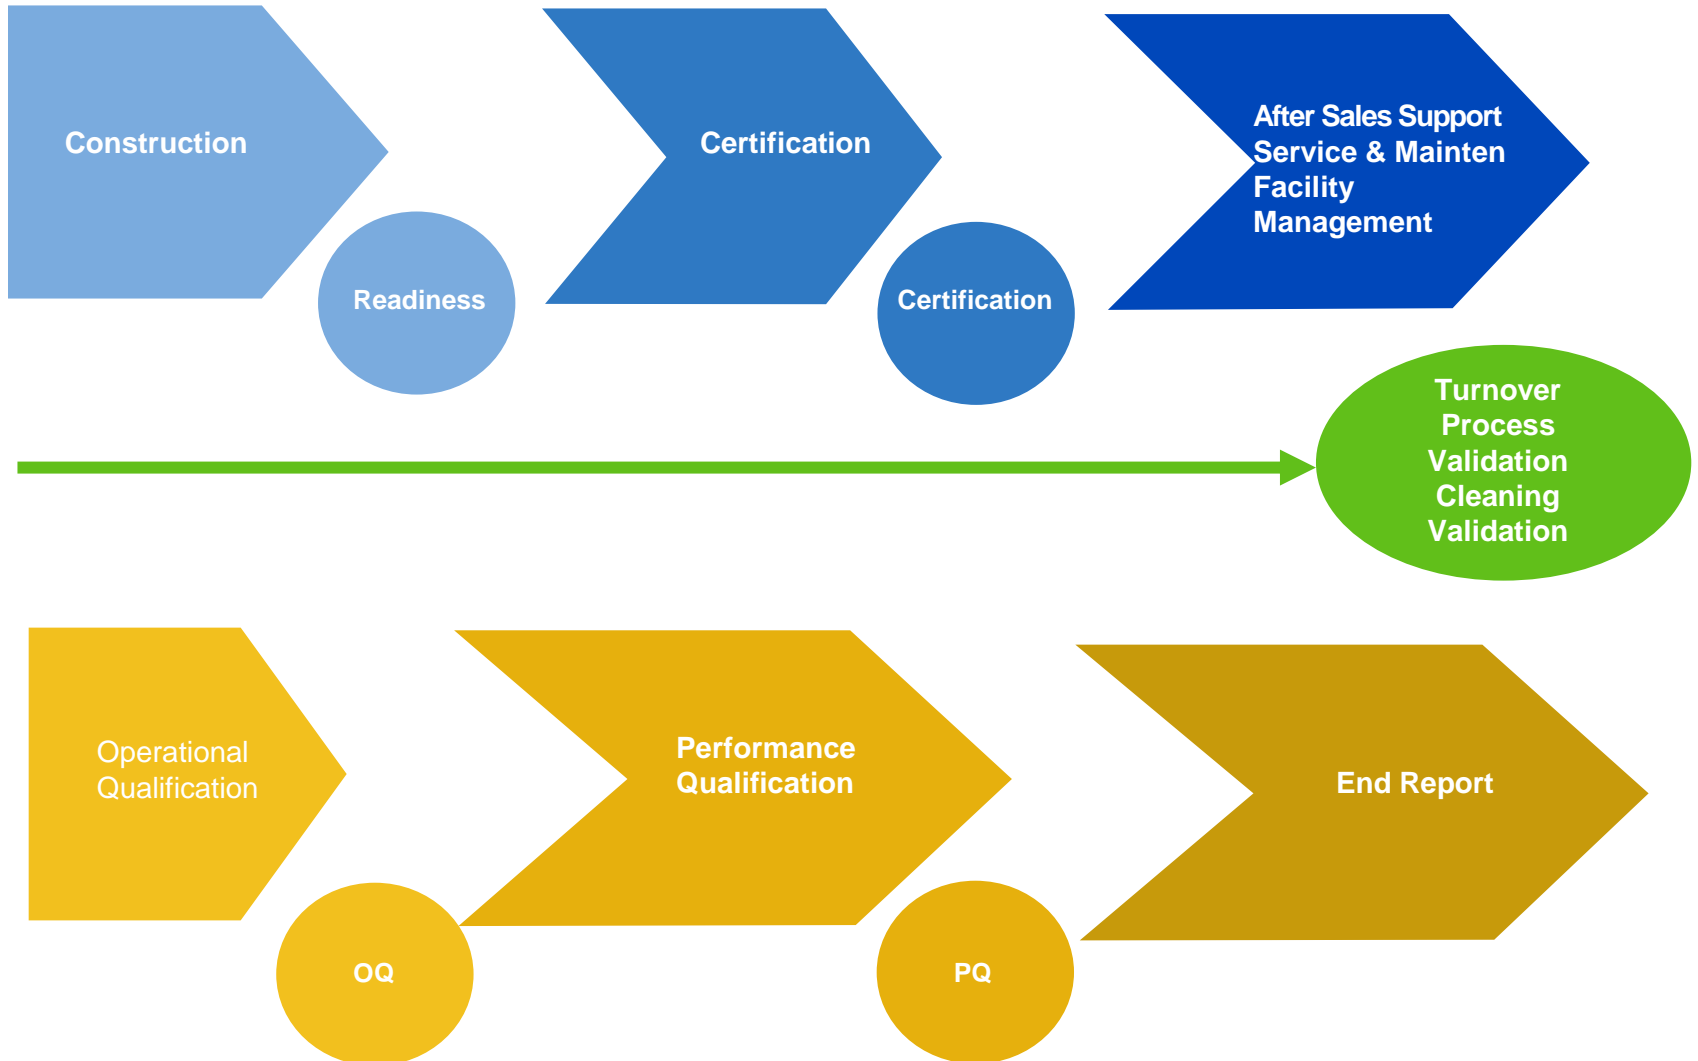 Construction
Certification
After Sales Support
Service & Mainten
Facility
Management
Readiness
Certification
Turnover
Process
Validation
Cleaning
Validation
Operational
Qualification
Performance
Qualification
End Report
OQ
PQ